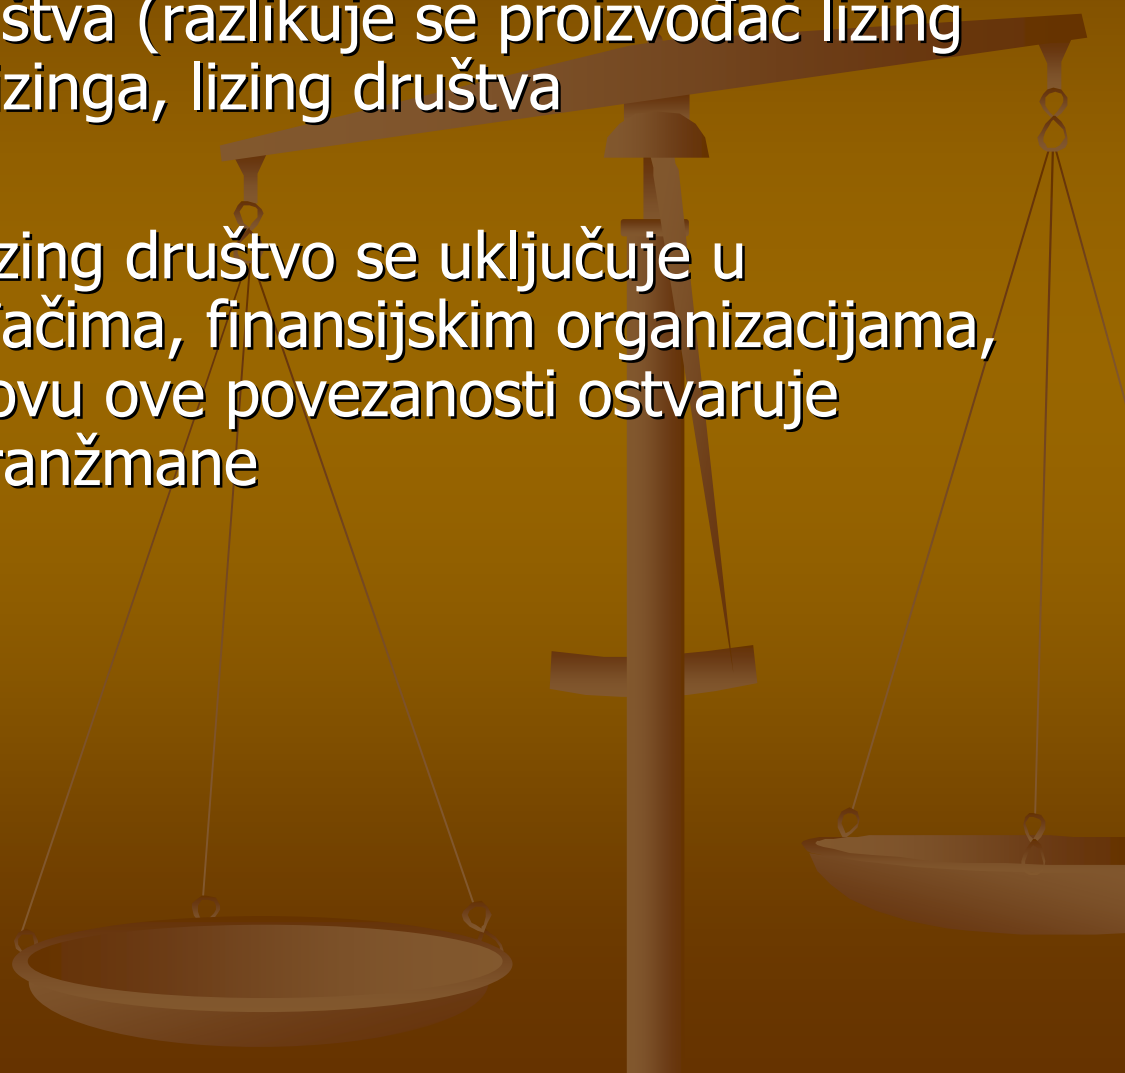 štva (razlikuje se proizvođač lizing
izinga, lizing društva
zing društvo se uključuje u
ačima, finansijskim organizacijama,
ovu ove povezanosti ostvaruje
ranžmane